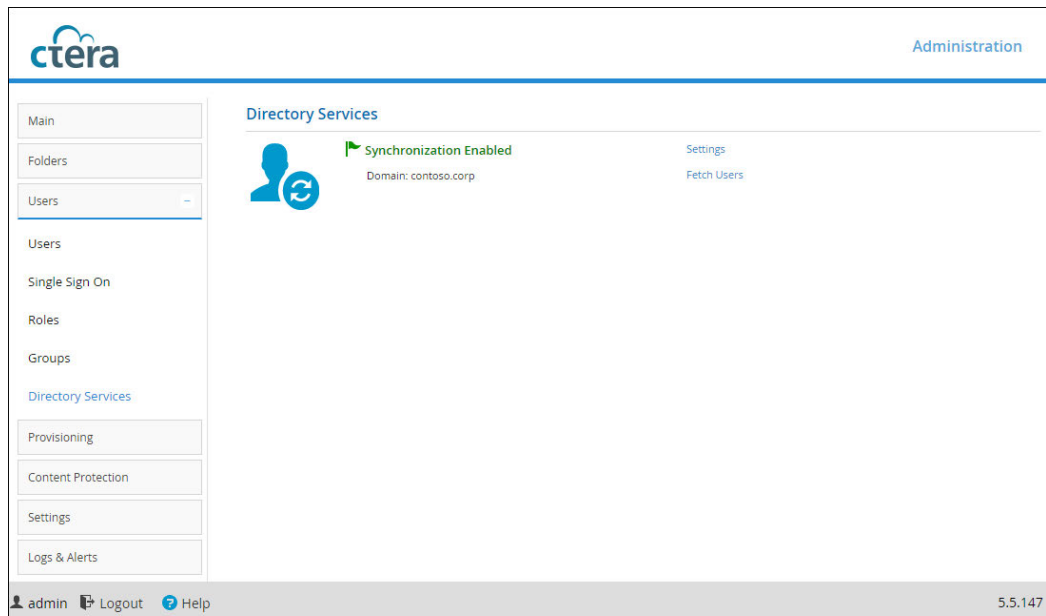 ctera
Administration
Main
Folders
Users
Users
Single Sign On
Roles
Groups
Directory Services
Provisioning
Content Protection
Settings
Logs & Alerts
Directory Services
Synchronization Enabled
Settings
Domain: contoso.corp
Fetch Users
admin Logout ? Help
5.5.147